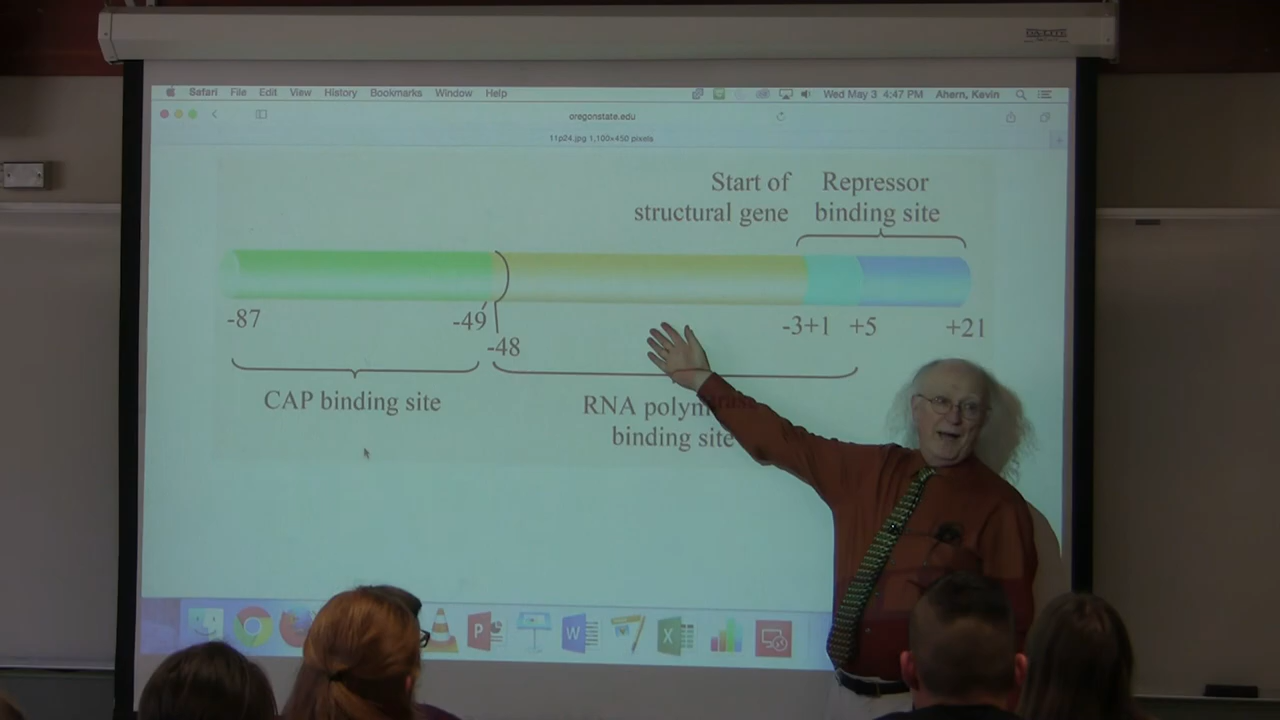 Safari File Edit View History Bookmarks Window Help Wed May 3 4:47 PM Ahern, Kevin
oregonstate.edu
11p24.jpg 1,100×450 pixels
Start of
structural gene
Repressor
binding site
-87
-49
-48
-3+1
+5
+21
CAP binding site
RNA polymerase
binding site
P
W
X